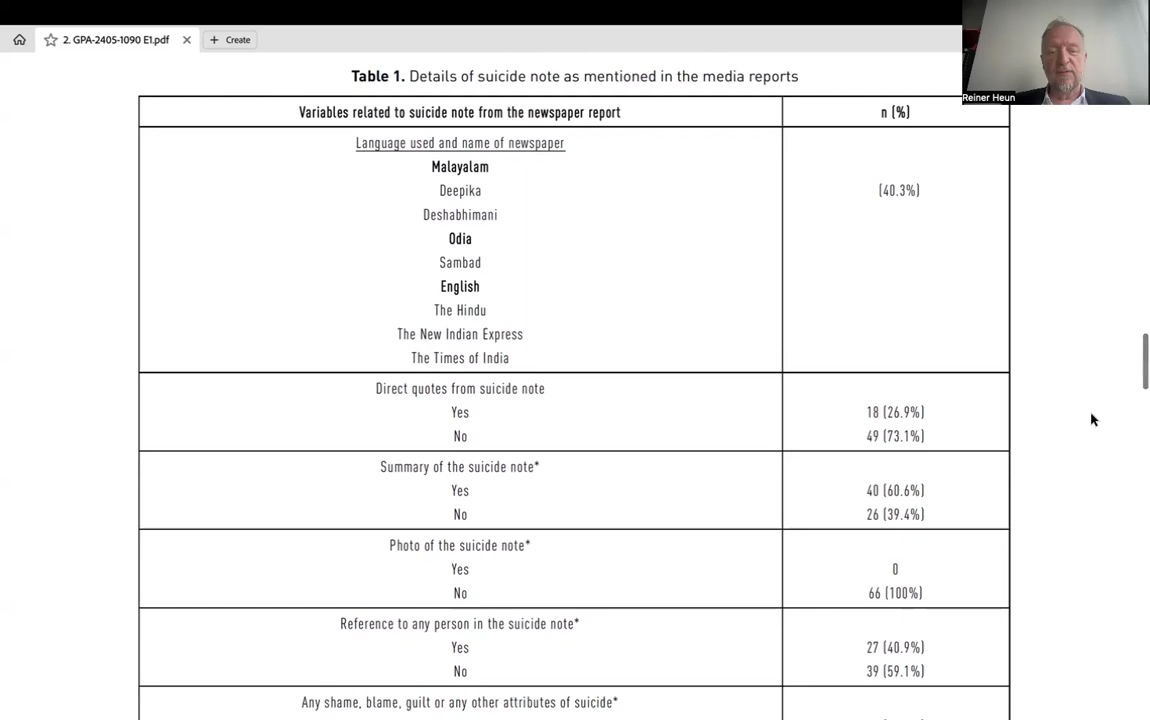 2. GPA-2405-1090 E1.pdf
Create
Reiner Heun
Table 1. Details of suicide note as mentioned in the media reports
Variables related to suicide note from the newspaper report n (%)
Language used and name of newspaper
Malayalam
Deepika (40.3%)
Deshabhimani
Odia
Sambad
English
The Hindu
The New Indian Express
The Times of India
Direct quotes from suicide note
Yes 18 (26.9%)
No 49 (73.1%)
Summary of the suicide note*
Yes 40 (60.6%)
No 26 (39.4%)
Photo of the suicide note*
Yes 0
No 66 (100%)
Reference to any person in the suicide note*
Yes 27 (40.9%)
No 39 (59.1%)
Any shame, blame, guilt or any other attributes of suicide*